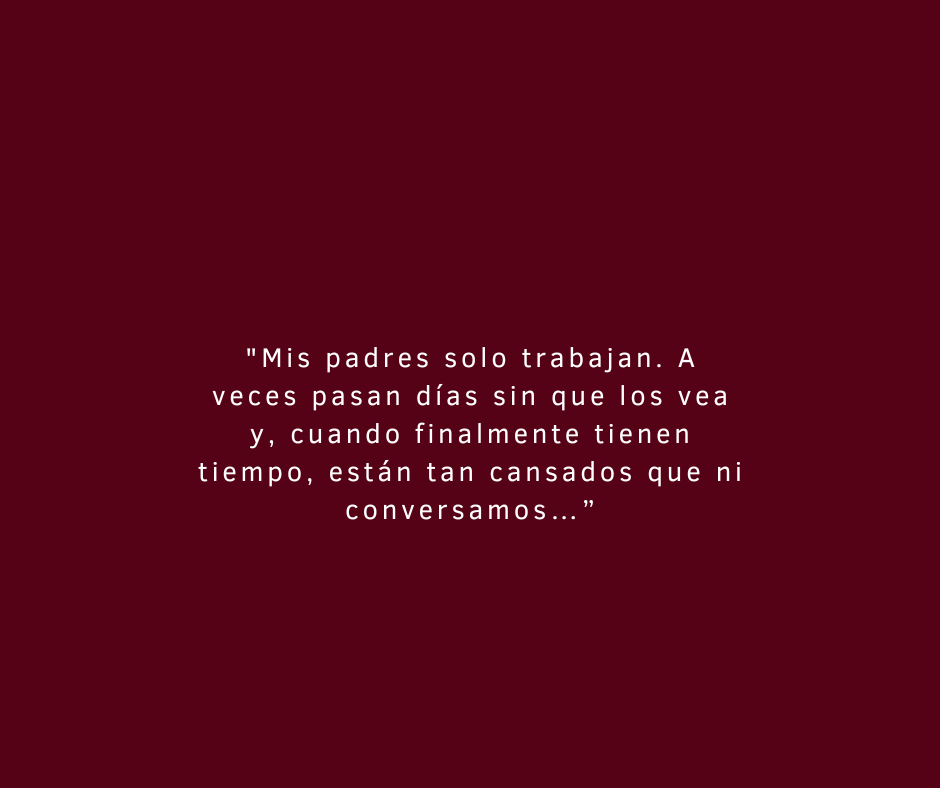 "Mis padres solo trabajan. A
veces pasan días sin que los vea
y, cuando finalmente tienen
tiempo, están tan cansados que ni
conversamos...”